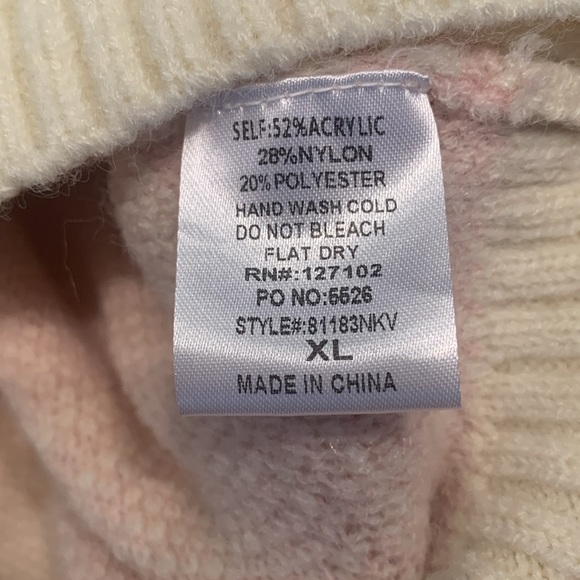 SELF:52%ACRYLIC
28%NYLON
20%POLYESTER
HAND WASH COLD
DO NOT BLEACH
FLAT DRY
RN#:127102
PO NO:5526
STYLE#:81183NKV
XL
MADE IN CHINA